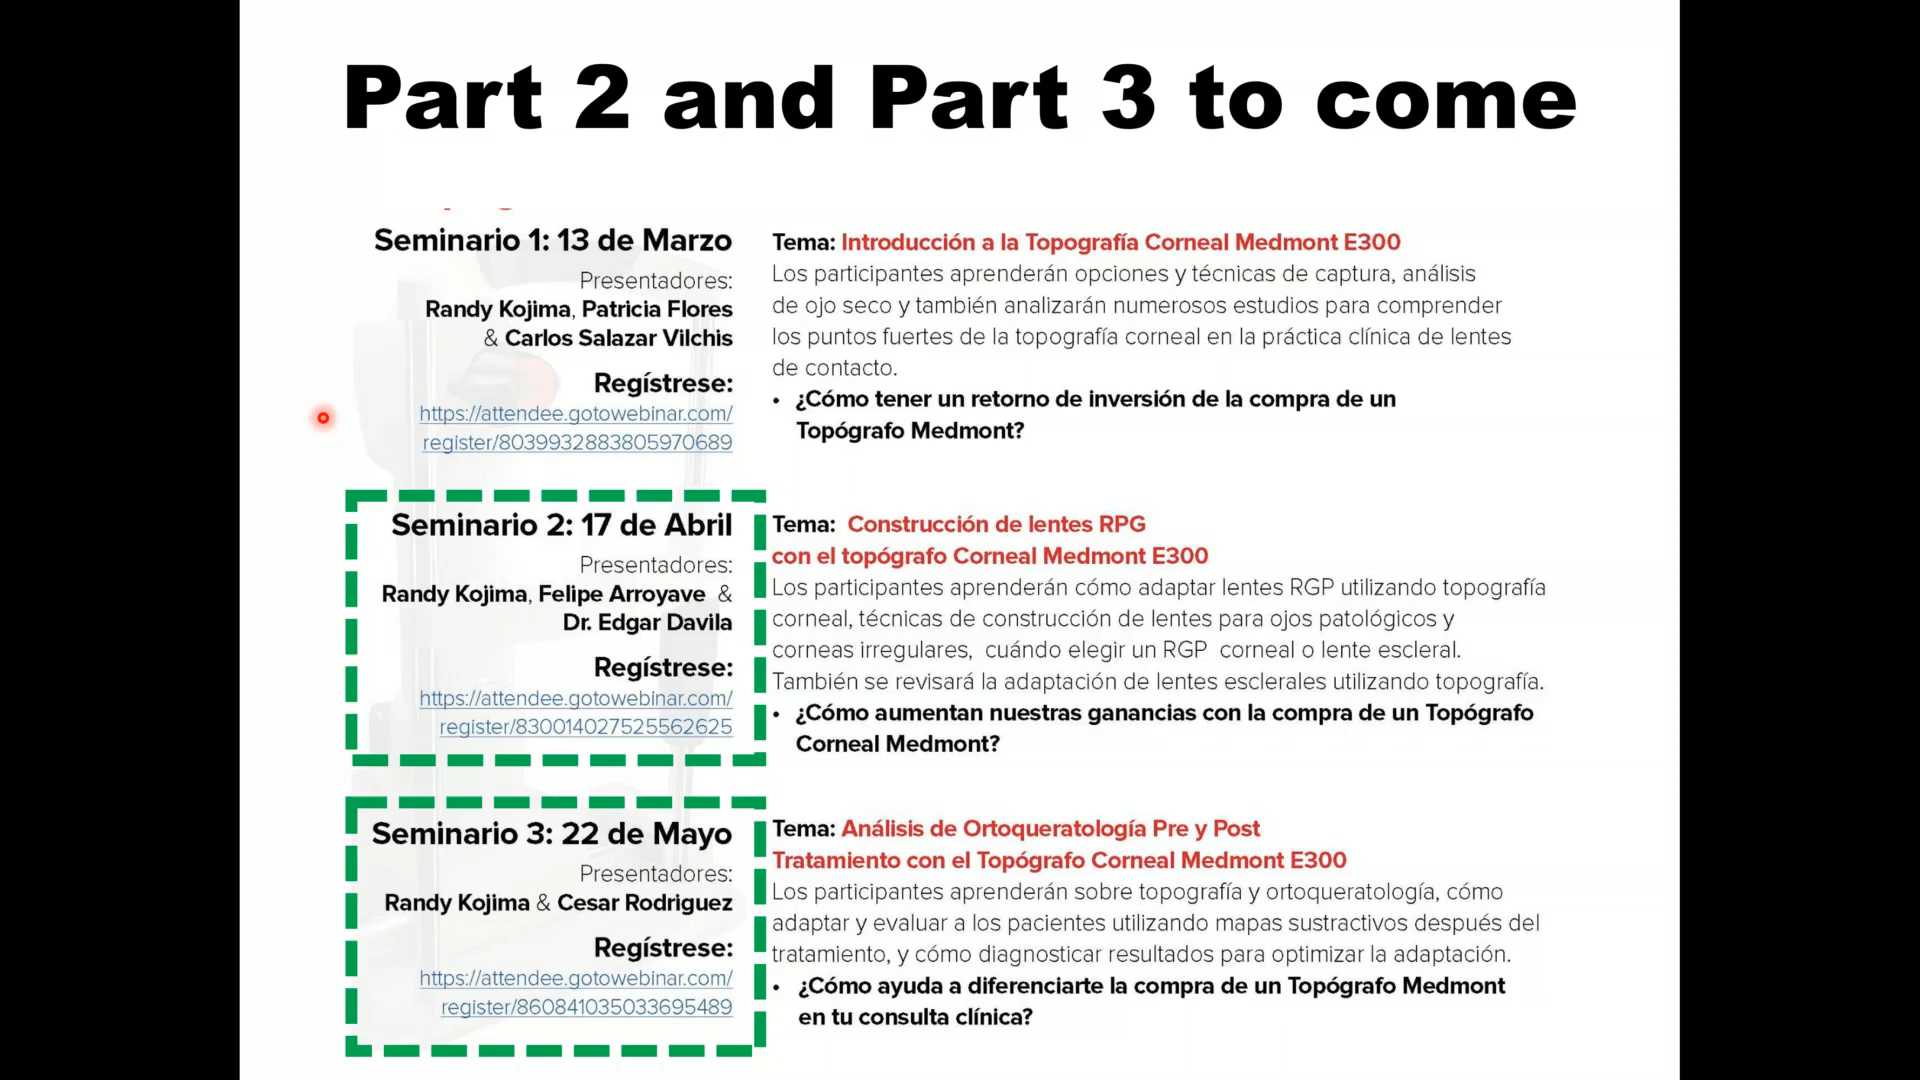 Part 2 and Part 3 to come
Seminario 1: 13 de Marzo
Presentadores:
Randy Kojima, Patricia Flores
& Carlos Salazar Vilchis
Regístrese:
https://attendee.gotowebinar.com/
register/8039932883805970689
Tema: Introducción a la Topografía Corneal Medmont E300
Los participantes aprenderán opciones y técnicas de captura, análisis
de ojo seco y también analizarán numerosos estudios para comprender
los puntos fuertes de la topografía corneal en la práctica clínica de lentes
de contacto.
• ¿Cómo tener un retorno de inversión de la compra de un
Topógrafo Medmont?
Seminario 2: 17 de Abril
Presentadores:
Randy Kojima, Felipe Arroyave &
Dr. Edgar Davila
Regístrese:
https://attendee.gotowebinar.com/
register/830014027525562625
Tema: Construcción de lentes RPG
con el topógrafo Corneal Medmont E300
Los participantes aprenderán cómo adaptar lentes RGP utilizando topografía
corneal, técnicas de construcción de lentes para ojos patológicos y
corneas irregulares, cuándo elegir un RGP corneal o lente escleral.
También se revisará la adaptación de lentes esclerales utilizando topografía.
• ¿Cómo aumentan nuestras ganancias con la compra de un Topógrafo
Corneal Medmont?
Seminario 3: 22 de Mayo
Presentadores:
Randy Kojima & Cesar Rodriguez
Regístrese:
https://attendee.gotowebinar.com/
register/860841035033695489
Tema: Análisis de Ortoqueratología Pre y Post
Tratamiento con el Topógrafo Corneal Medmont E300
Los participantes aprenderán sobre topografía y ortoqueratología, cómo
adaptar y evaluar a los pacientes utilizando mapas sustractivos después del
tratamiento, y cómo diagnosticar resultados para optimizar la adaptación.
• ¿Cómo ayuda a diferenciarte la compra de un Topógrafo Medmont
en tu consulta clínica?